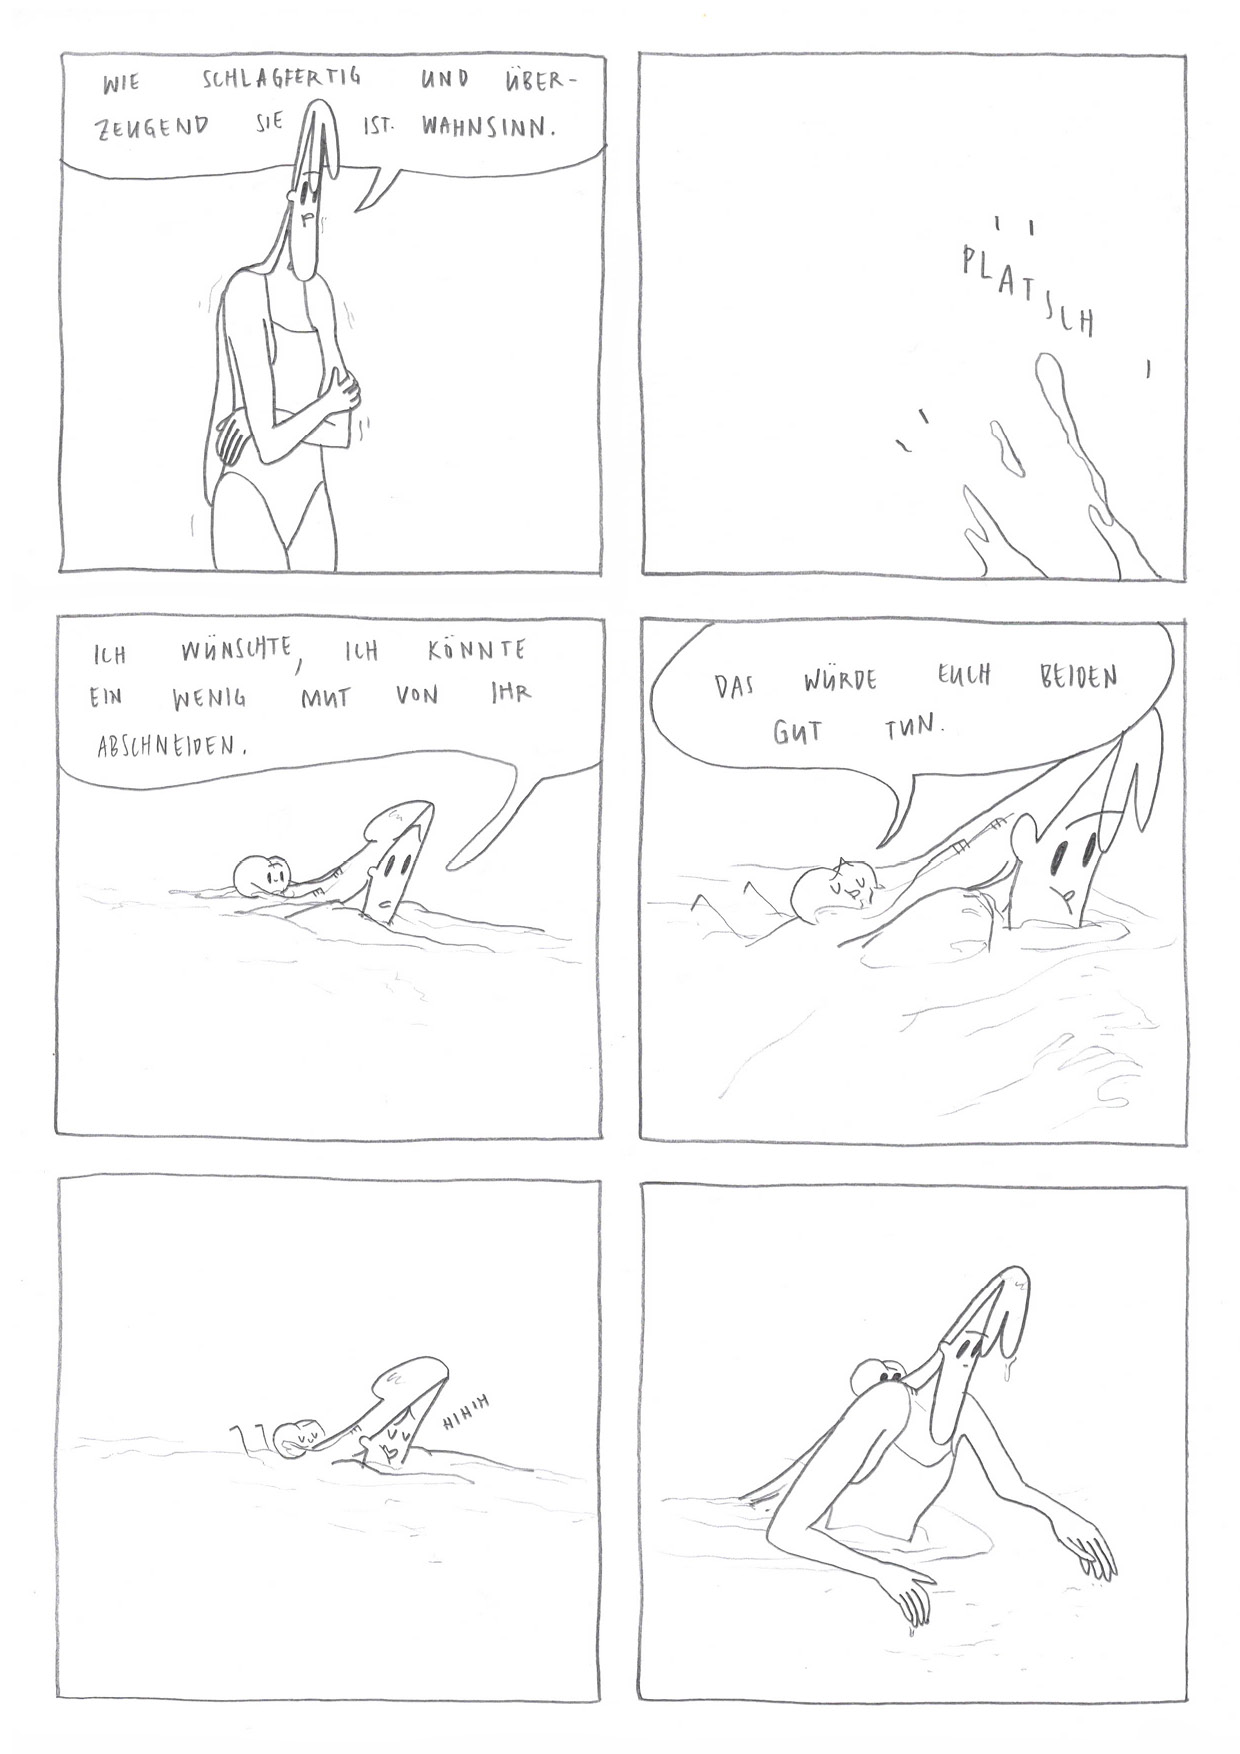 WIE SCHLAGFERTIG UND ÜBER-
ZEUGEND SIE IST. WAHNSINN.
PLATSCH
ICH WÜNSCHTE, ICH KÖNNTE
EIN WENIG MUT VON IHR
ABSCHNEIDEN.
DAS WÜRDE EUCH BEIDEN
GUT TUN.
HIHIH